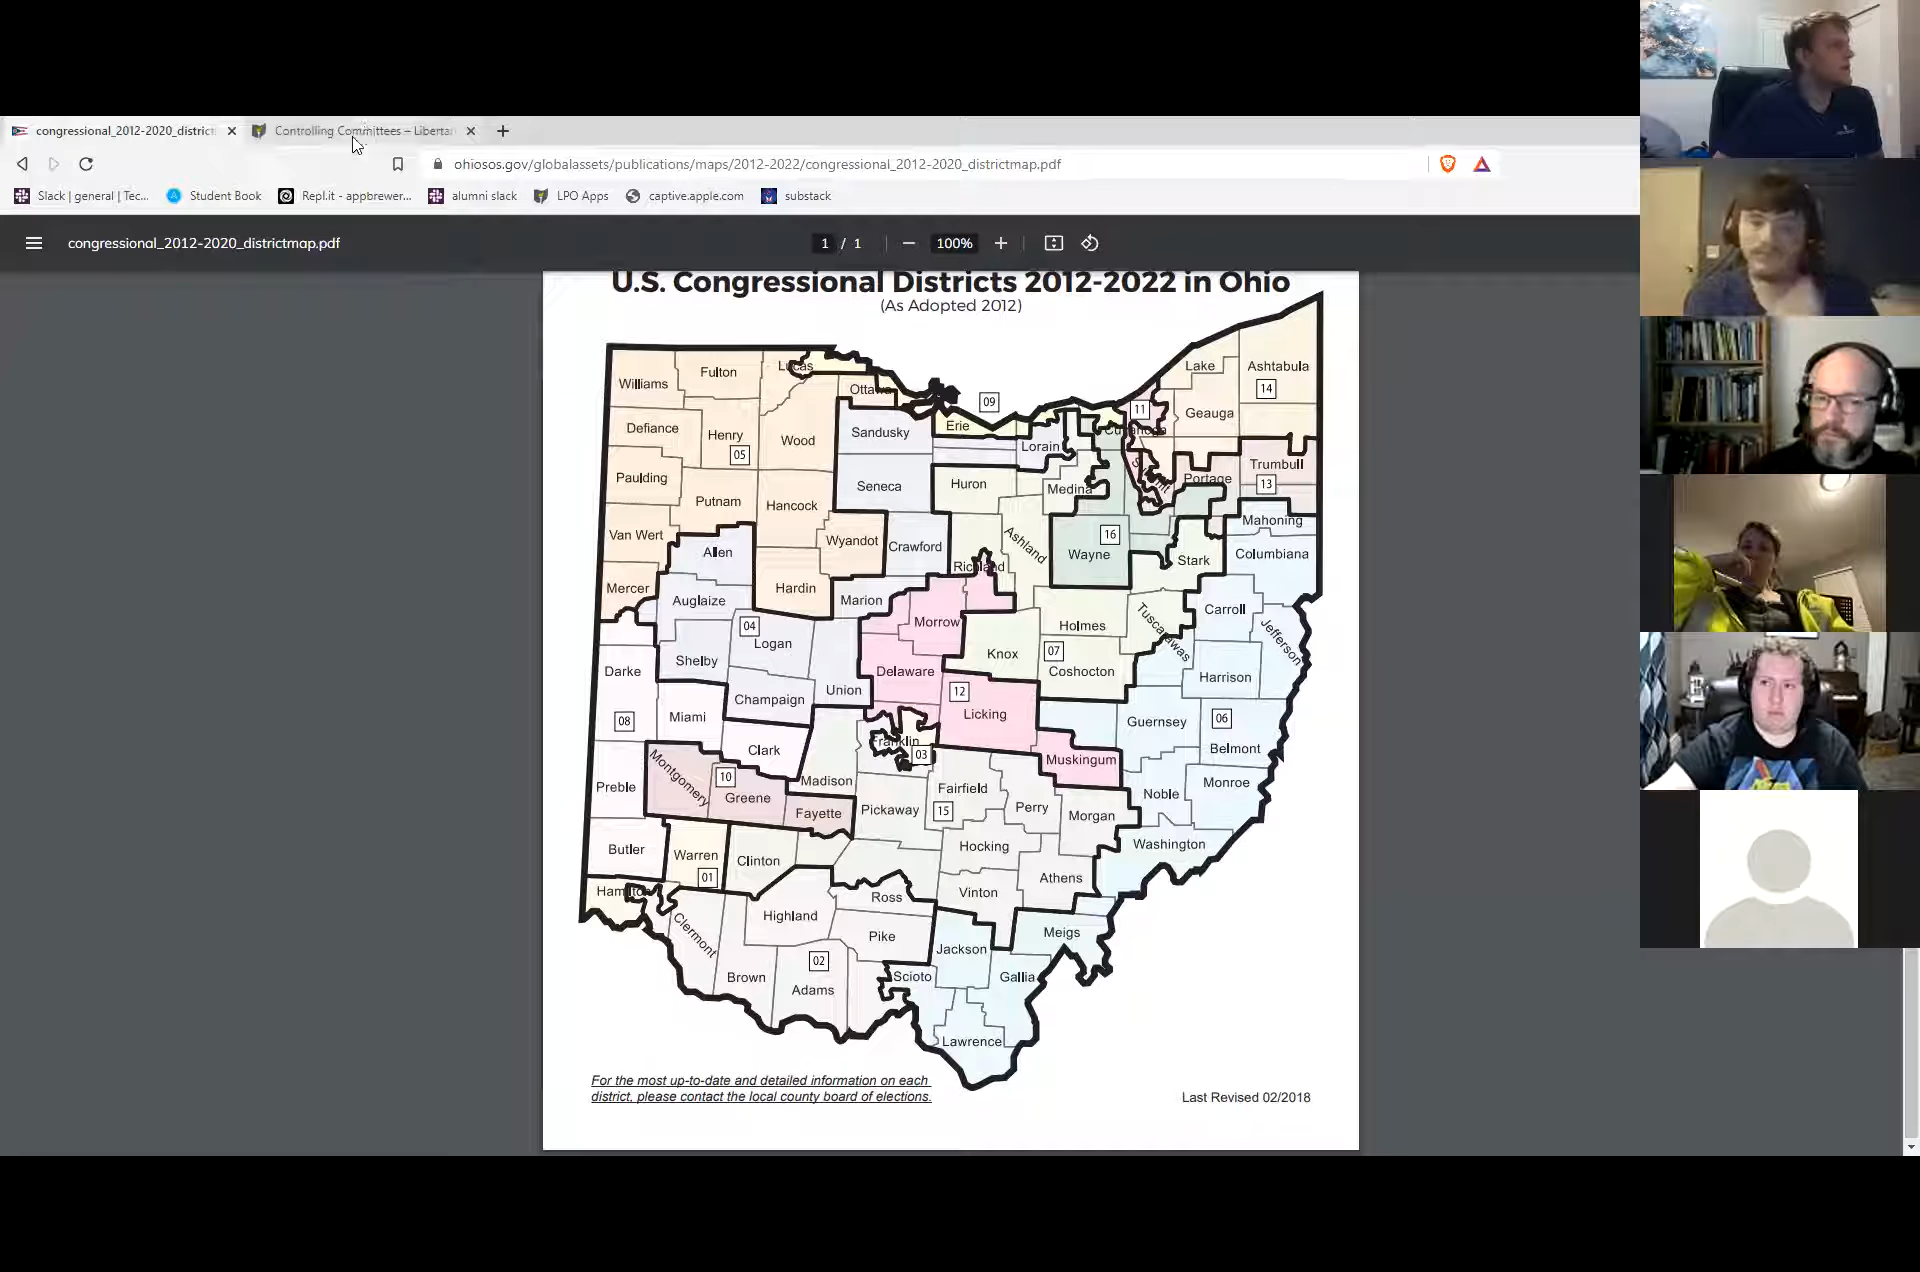 congressional_2012-2020_district
Controlling Committees – Liberta
ohiosos.gov/globalassets/publications/maps/2012-2022/congressional_2012-2020_districtmap.pdf
Slack | general | Tec...
Student Book
Repl.it - appbrewer...
alumni slack
LPO Apps
captive.apple.com
substack
congressional_2012-2020_districtmap.pdf
1 / 1
100%
U.S. Congressional Districts 2012-2022 in Ohio
(As Adopted 2012)
Williams
Fulton
Lucas
Ottawa
09
Lake
Ashtabula
14
Defiance
Henry
05
Wood
Sandusky
Erie
Lorain
11
Cuyahoga
Geauga
Paulding
Putnam
Hancock
Seneca
Huron
Medina
Summit
Portage
Trumbull
13
Van Wert
Allen
Wyandot
Crawford
Richland
Ashland
Wayne
16
Stark
Mahoning
Columbiana
Mercer
Auglaize
Hardin
Marion
Morrow
Holmes
Tuscarawas
Carroll
Jefferson
04
Logan
Shelby
Darke
Champaign
Union
Delaware
Knox
07
Coshocton
Harrison
08
Miami
Clark
12
Licking
Franklin
03
Muskingum
Guernsey
06
Belmont
Preble
Montgomery
10
Greene
Fayette
Madison
Pickaway
Fairfield
15
Perry
Morgan
Noble
Monroe
Butler
Warren
01
Clinton
Hocking
Athens
Washington
Hamilton
Clermont
Highland
Ross
Vinton
Pike
Jackson
Meigs
Brown
02
Adams
Scioto
Gallia
Lawrence
For the most up-to-date and detailed information on each
district, please contact the local county board of elections.
Last Revised 02/2018